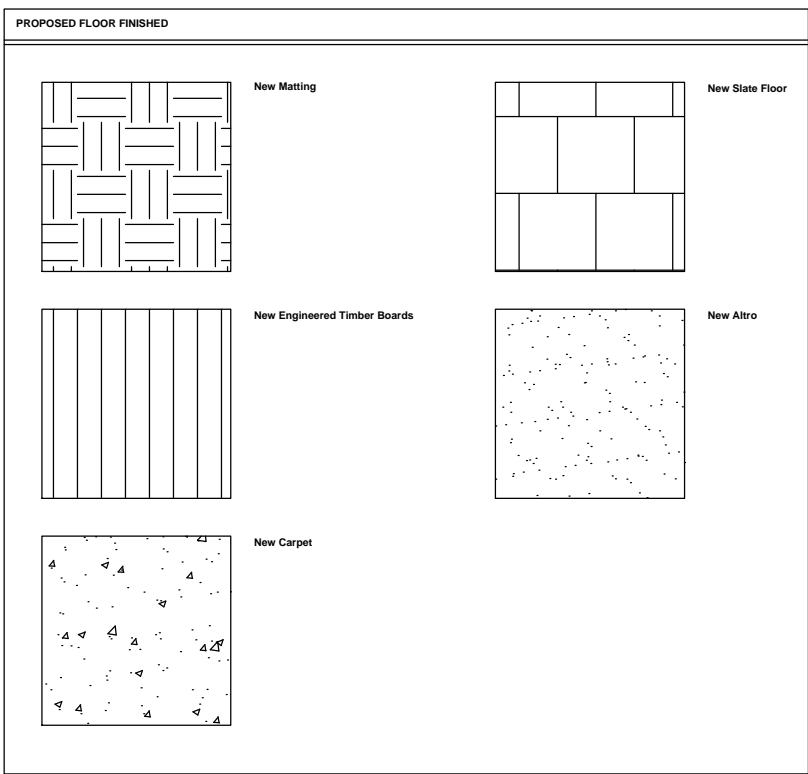 PROPOSED FLOOR FINISHED
New Matting
New Slate Floor
New Engineered Timber Boards
New Altro
New Carpet